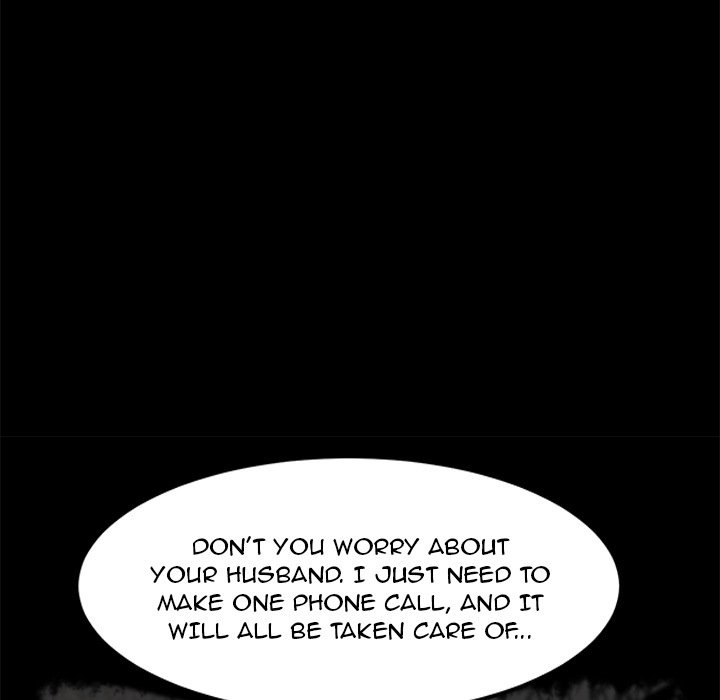 DON'T YOU WORRY ABOUT
YOUR HUSBAND. I JUST NEED TO
MAKE ONE PHONE CALL, AND IT
WILL ALL BE TAKEN CARE OF...